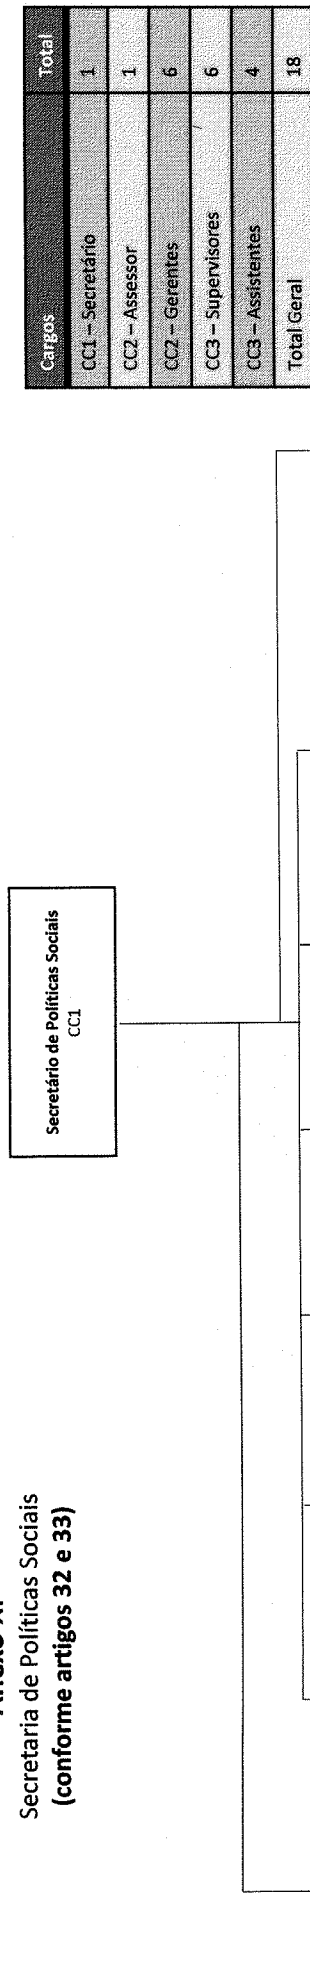 Secretaria de Políticas Sociais
(conforme artigos 32 e 33)
Secretário de Políticas Sociais
CC1
Cargos Total
CC1 – Secretário 1
CC2 – Assessor 1
CC2 – Gerentes 6
CC3 – Supervisores 6
CC3 – Assistentes 4
Total Geral 18